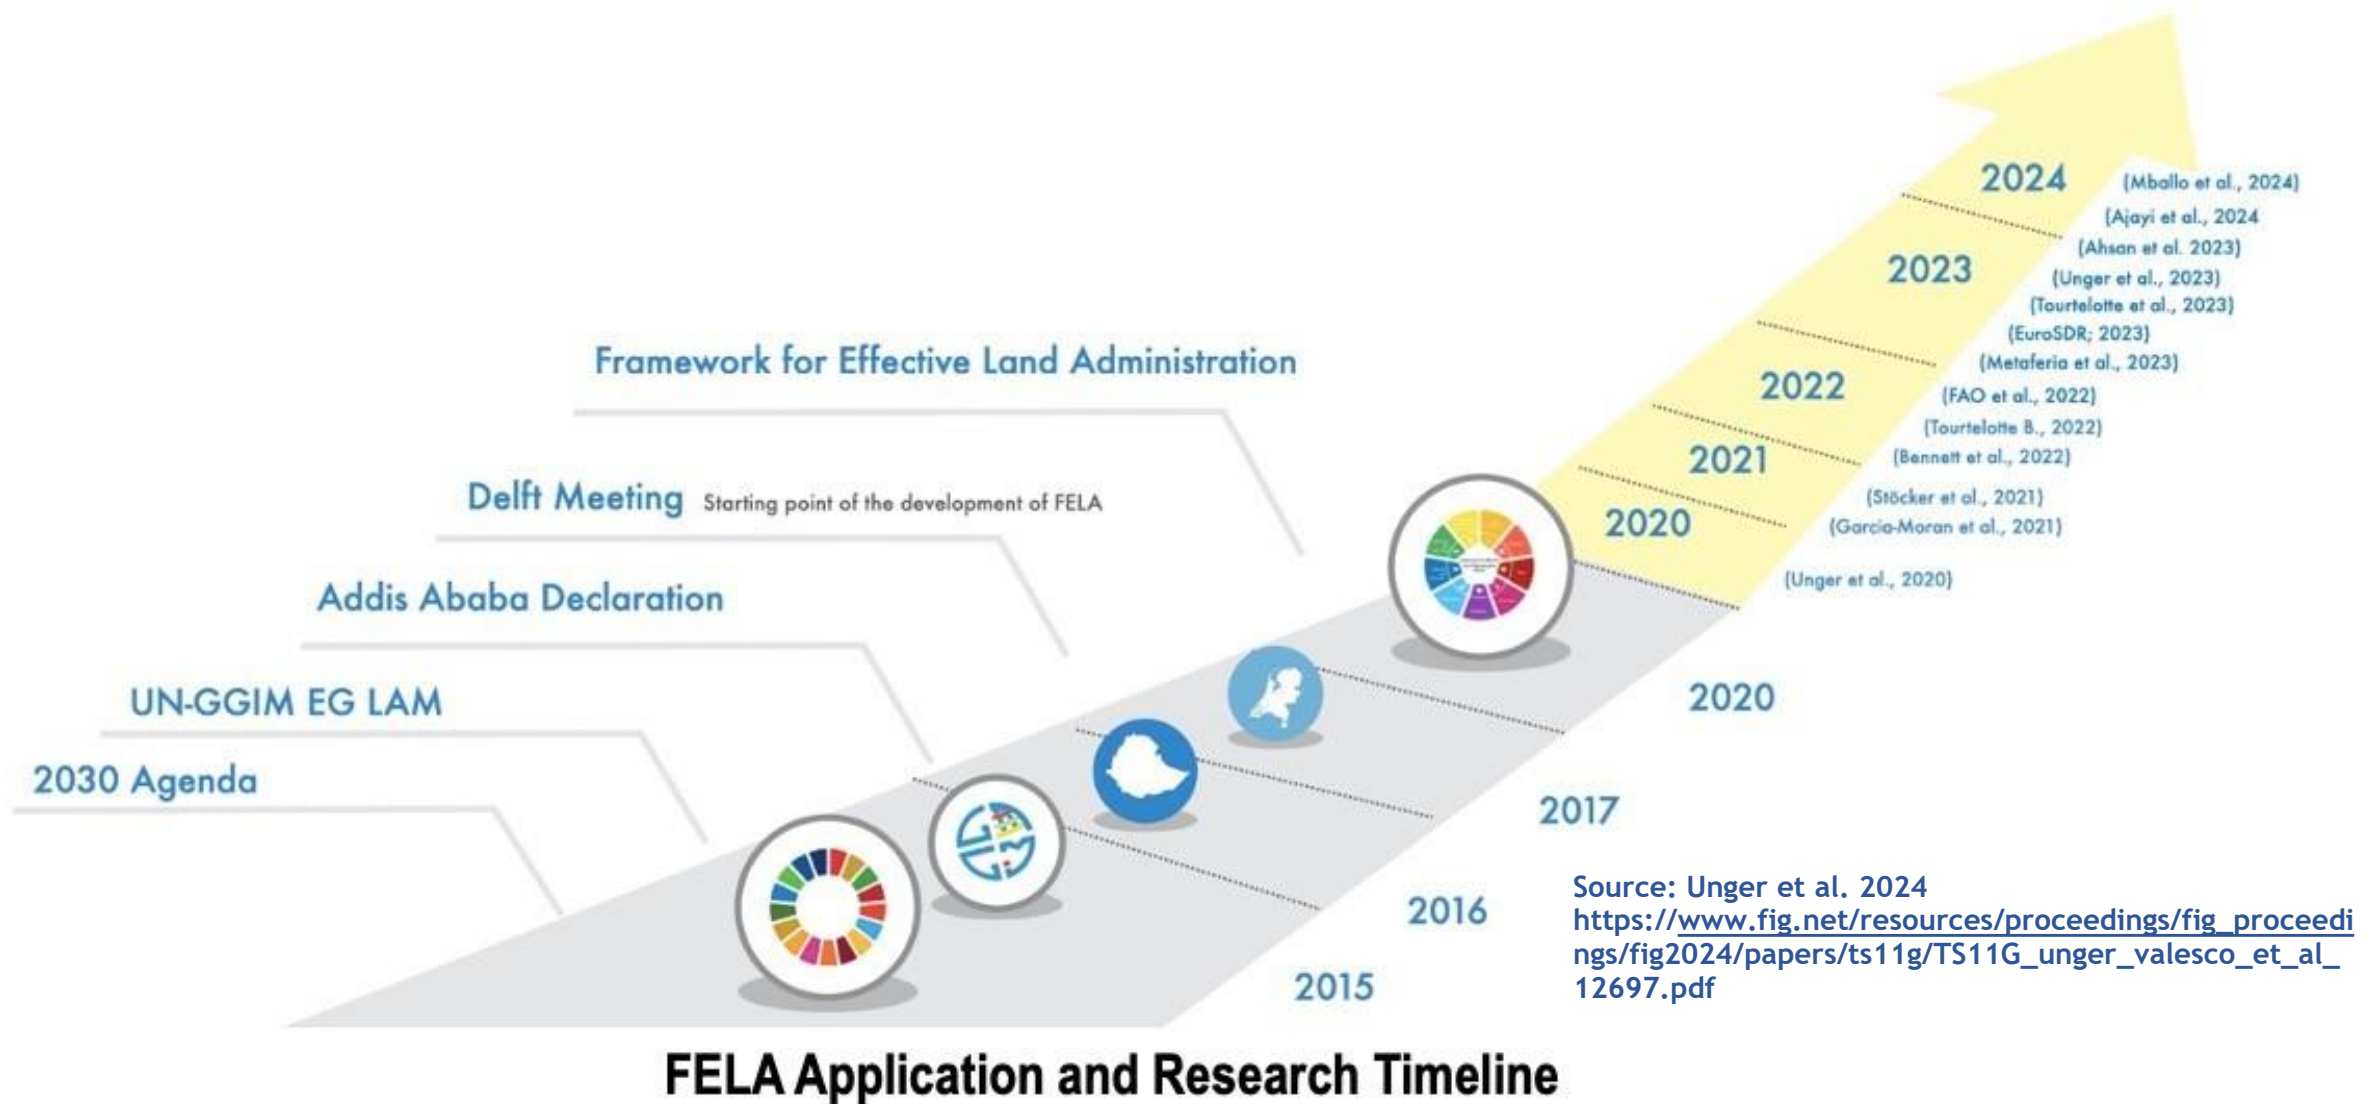 2024
(Mballo et al., 2024)
(Ajayi et al., 2024
(Ahsan et al. 2023)
2023
(Unger et al., 2023)
(Tourtelotte et al., 2023)
(EuroSDR; 2023)
(Metaferia et al., 2023)
Framework for Effective Land Administration
2022
(FAO et al., 2022)
(Tourtelotte B., 2022)
(Bennett et al., 2022)
2021
Delft Meeting Starting point of the development of FELA
(Stöcker et al., 2021)
(Garcia-Moran et al., 2021)
2020
(Unger et al., 2020)
Addis Ababa Declaration
UN-GGIM EG LAM
2020
2030 Agenda
2017
2016
2015
Source: Unger et al. 2024
https://www.fig.net/resources/proceedings/fig_proceedi
ngs/fig2024/papers/ts11g/TS11G_unger_valesco_et_al_
12697.pdf
FELA Application and Research Timeline